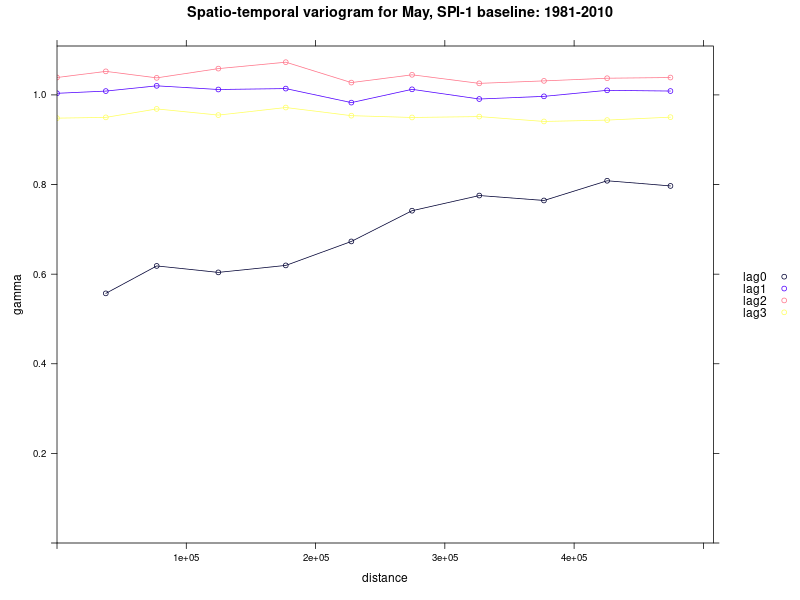 Spatio-temporal variogram for May, SPI-1 baseline: 1981-2010
1.0
0.8
0.6
0.4
0.2
gamma
1e+05
2e+05
3e+05
4e+05
distance
lag0
lag1
lag2
lag3